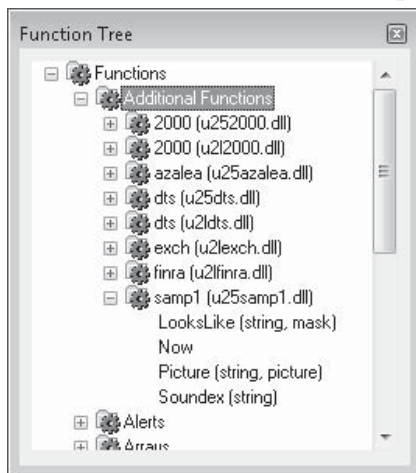 Function Tree
Functions
Additional Functions
2000 (u252000.dll)
2000 (u2l2000.dll)
azalea (u25azalea.dll)
dts (u25dts.dll)
dts (u2ldts.dll)
exch (u2lexch.dll)
finra (u2lfinra.dll)
samp1 (u25samp1.dll)
LooksLike (string, mask)
Now
Picture (string, picture)
Soundex (string)
Alerts
Arrays